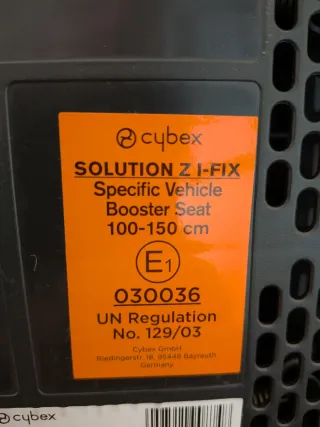 cybex
SOLUTION Z I-FIX
Specific Vehicle
Booster Seat
100-150 cm
E1
030036
UN Regulation
No. 129/03
Cybex GmbH
Riedingerstr. 18, 95448 Bayreuth
Germany
cybex